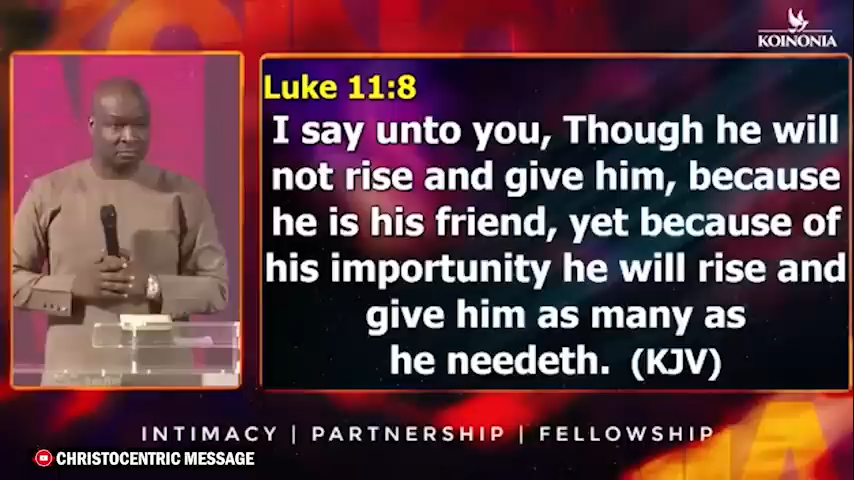 KOINONIA
Luke 11:8
I say unto you, Though he will
not rise and give him, because
he is his friend, yet because of
his importunity he will rise and
give him as many as
he needeth. (KJV)
INTIMACY | PARTNERSHIP | FELLOWSHIP
CHRISTOCENTRIC MESSAGE